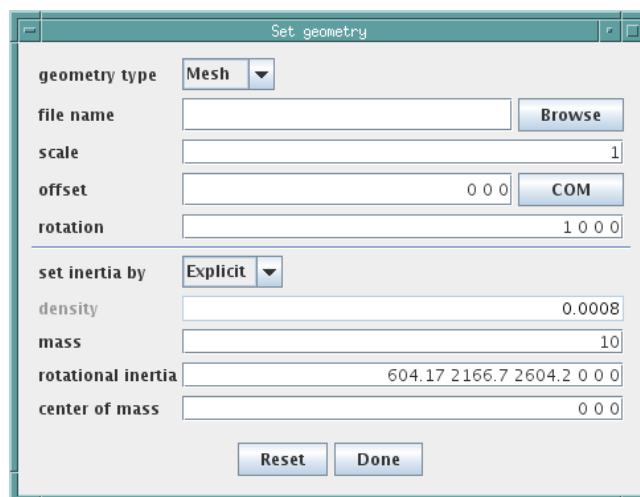 Set geometry
geometry type Mesh
file name Browse
scale 1
offset 0 0 0 COM
rotation 1 0 0 0
set inertia by Explicit
density 0.0008
mass 10
rotational inertia 604.17 2166.7 2604.2 0 0 0
center of mass 0 0 0
Reset Done